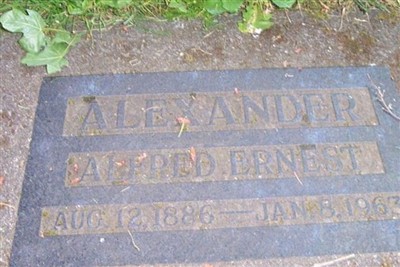 ALEXANDER
ALFRED ERNEST
AUG. 12, 1886 — JAN. 8, 1963